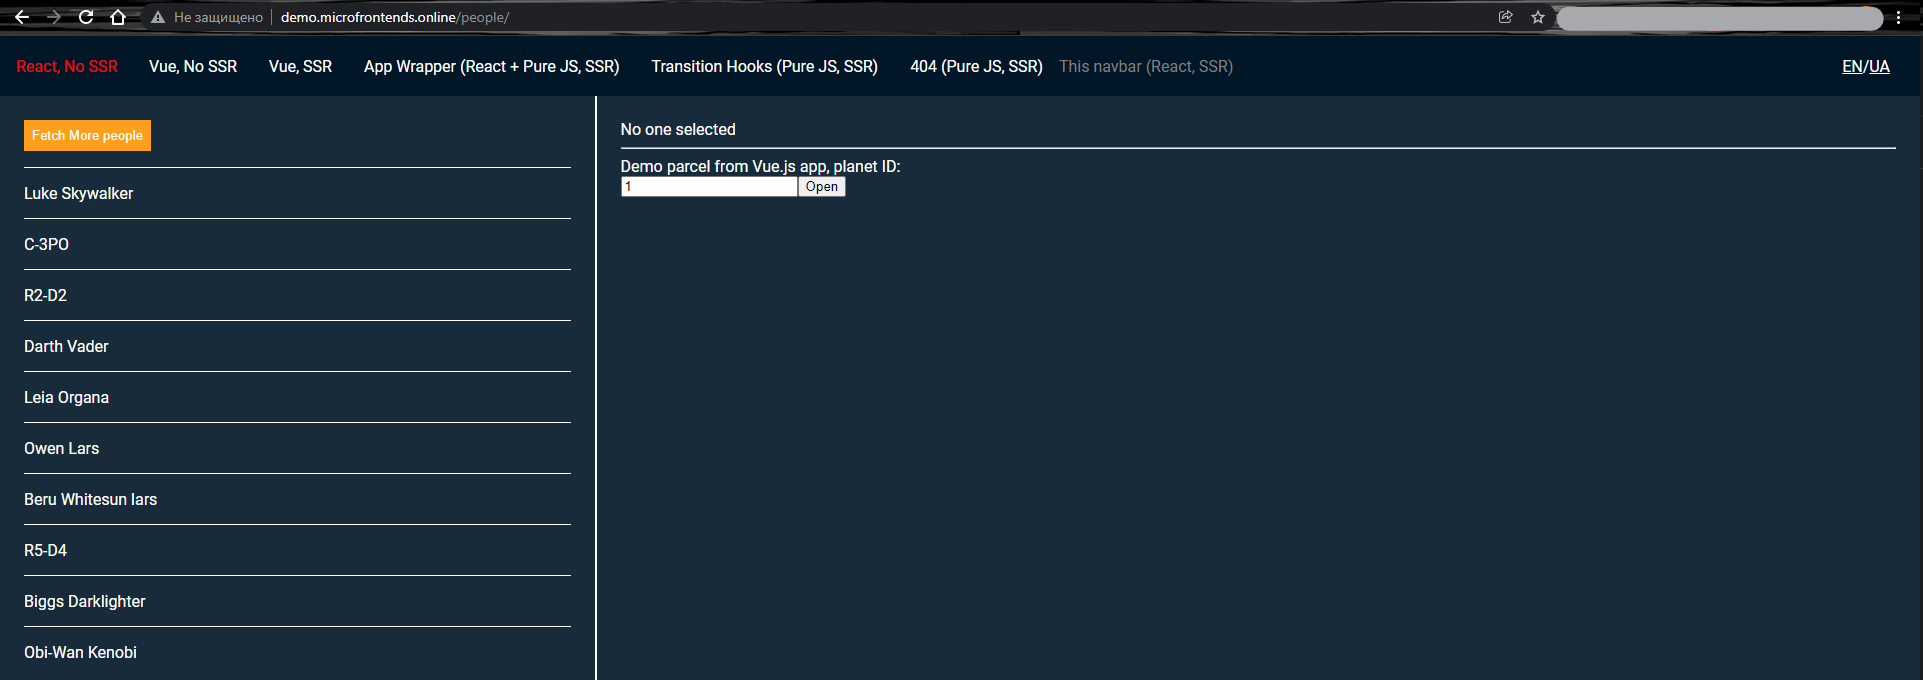 Не защищено demo.microfrontends.online/people/
React, No SSR Vue, No SSR Vue, SSR App Wrapper (React + Pure JS, SSR) Transition Hooks (Pure JS, SSR) 404 (Pure JS, SSR) This navbar (React, SSR) EN/UA
Fetch More people
Luke Skywalker
C-3PO
R2-D2
Darth Vader
Leia Organa
Owen Lars
Beru Whitesun lars
R5-D4
Biggs Darklighter
Obi-Wan Kenobi
No one selected
Demo parcel from Vue.js app, planet ID:
1 Open